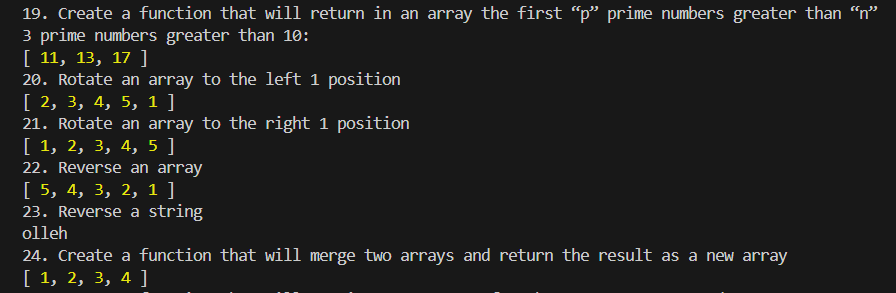 19. Create a function that will return in an array the first “p” prime numbers greater than “n”
3 prime numbers greater than 10:
[ 11, 13, 17 ]
20. Rotate an array to the left 1 position
[ 2, 3, 4, 5, 1 ]
21. Rotate an array to the right 1 position
[ 1, 2, 3, 4, 5 ]
22. Reverse an array
[ 5, 4, 3, 2, 1 ]
23. Reverse a string
olleh
24. Create a function that will merge two arrays and return the result as a new array
[ 1, 2, 3, 4 ]